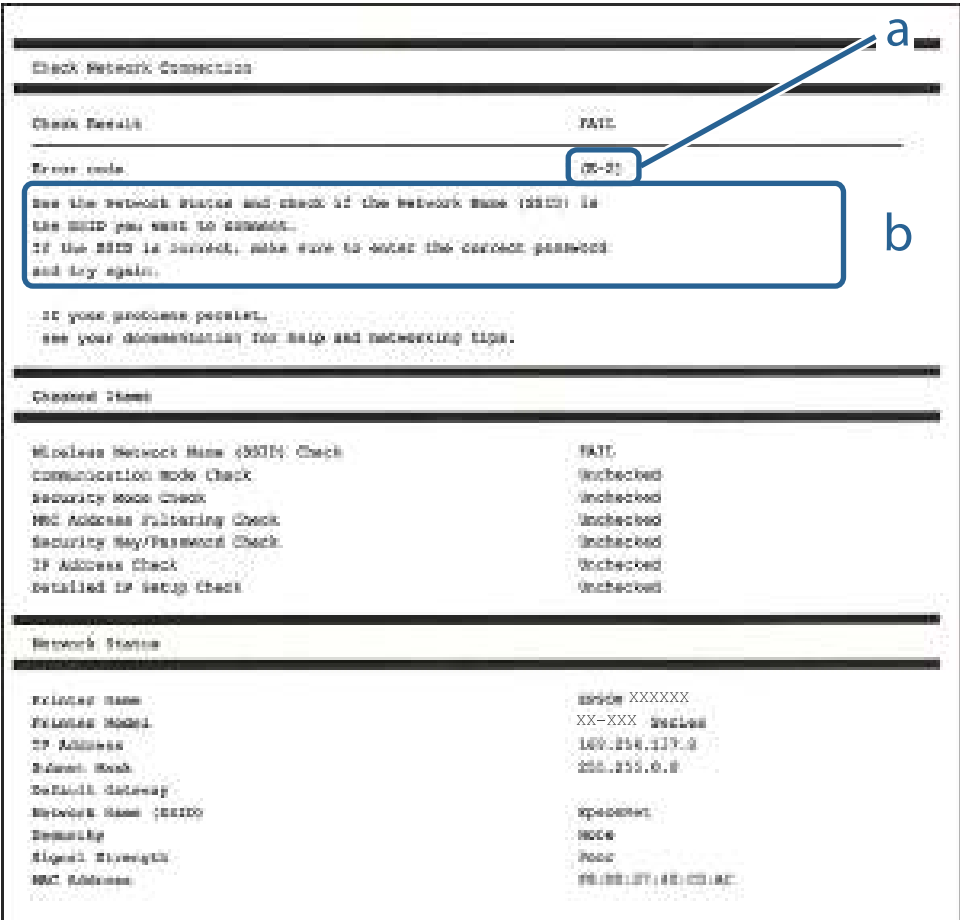 a
Check Network Connection
Check Result FAIL
Error code (E-2)
b
See the Network Status and check if the Network Name (SSID) is
the SSID you want to connect.
If the SSID is correct, make sure to enter the correct password
and try again.
If your problems persist,
see your documentation for help and networking tips.
Checked Items
Wireless Network Name (SSID) Check FAIL
Communication Mode Check Unchecked
Security Mode Check Unchecked
MAC Address Filtering Check Unchecked
Security Key/Password Check Unchecked
IP Address Check Unchecked
Detailed IP Setup Check Unchecked
Network Status
Printer Name EPSON XXXXXX
Printer Model XX-XXX Series
IP Address
Subnet Mask 255.255.0.0
Default Gateway
Network Name (SSID) EpsonNet
Security None
Signal Strength Poor
MAC Address